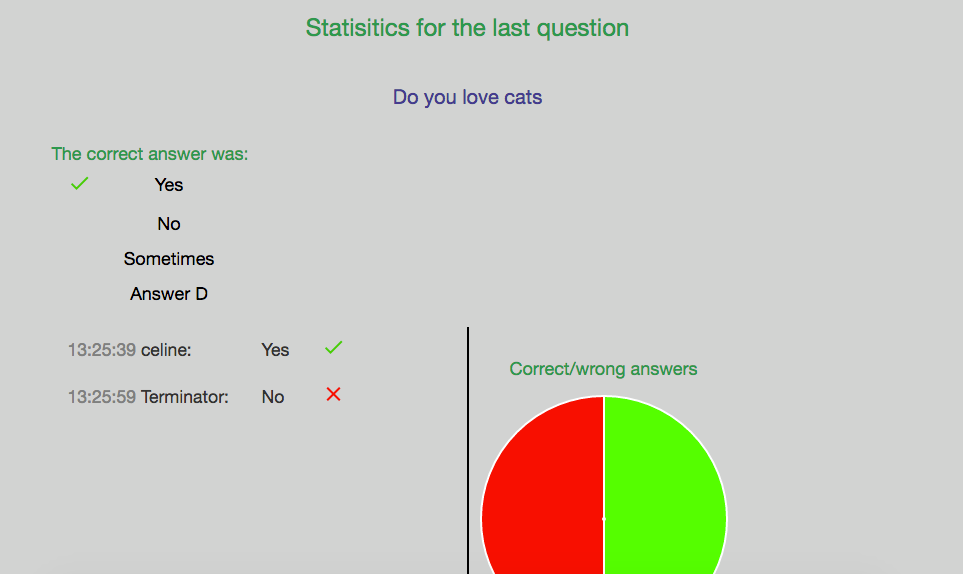 Statisitics for the last question
Do you love cats
The correct answer was:
Yes
No
Sometimes
Answer D
13:25:39 celine: Yes
13:25:59 Terminator: No
Correct/wrong answers